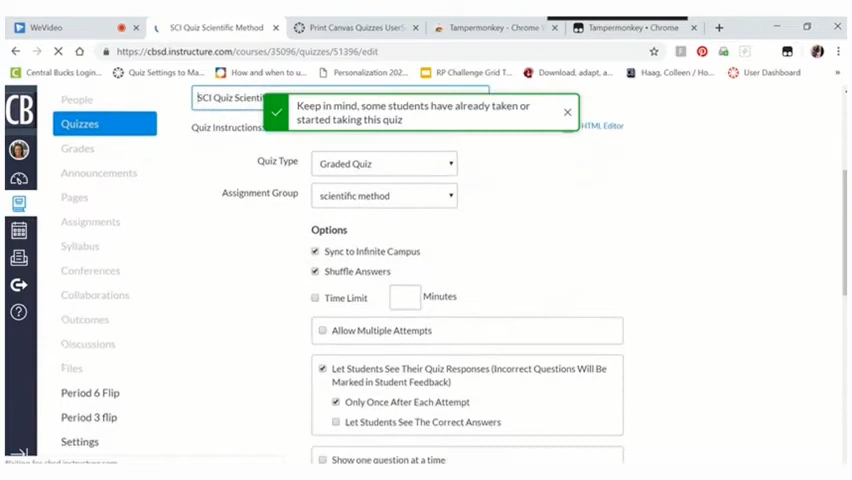 WeVideo
SCI Quiz Scientific Method
Print Canvas Quizzes UserS
Tampermonkey - Chrome W
Tampermonkey • Chrome
https://cbsd.instructure.com/courses/35096/quizzes/51396/edit
Central Bucks Login...
Quiz Settings to Ma...
How and when to u...
Personalization 202...
RP Challenge Grid T...
Download, adapt, a...
Haag, Colleen / Ho...
User Dashboard
CB
People
Quizzes
Grades
Announcements
Pages
Assignments
Syllabus
Conferences
Collaborations
Outcomes
Discussions
Files
Period 6 Flip
Period 3 flip
Settings
SCI Quiz Scientif
Keep in mind, some students have already taken or
started taking this quiz
Quiz Instructions:
HTML Editor
Quiz Type
Graded Quiz
Assignment Group
scientific method
Options
Sync to Infinite Campus
Shuffle Answers
Time Limit
Minutes
Allow Multiple Attempts
Let Students See Their Quiz Responses (Incorrect Questions Will Be
Marked in Student Feedback)
Only Once After Each Attempt
Let Students See The Correct Answers
Show one question at a time
Waiting for cbsd.instructure.com